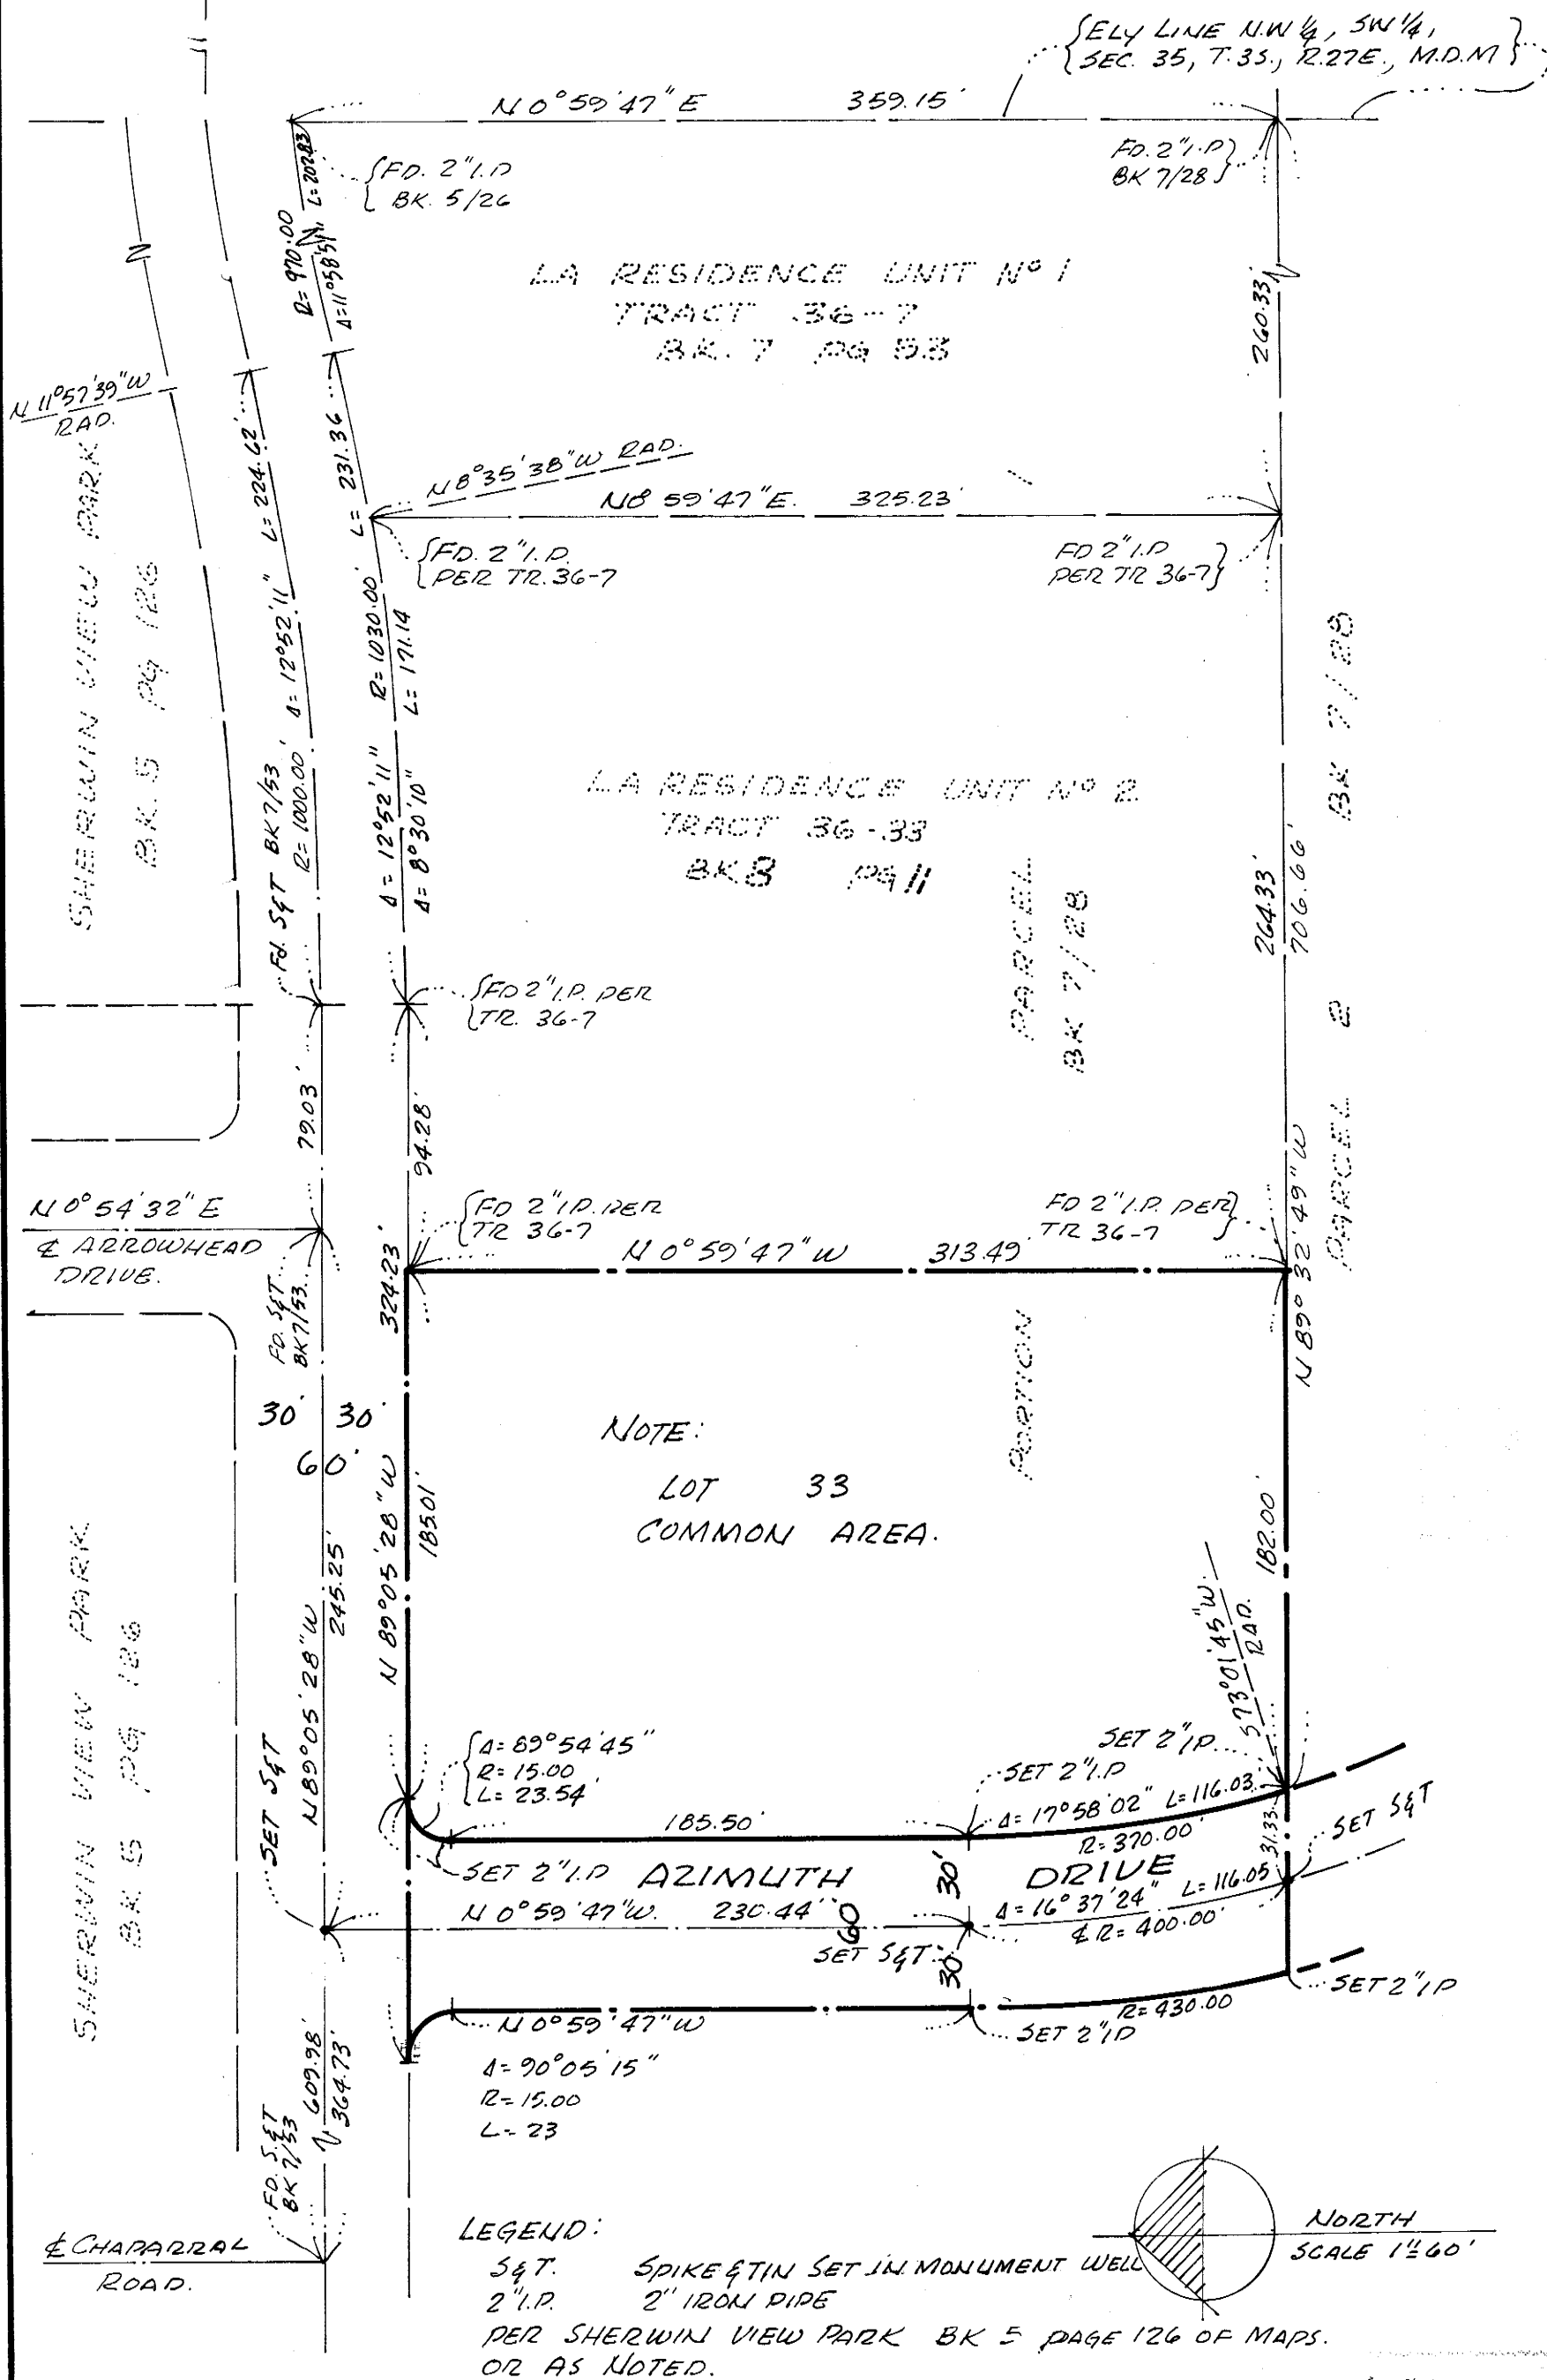 ELY LINE N.W 1/4, SW 1/4,
SEC. 35, T.3S., R.27E., M.D.M
N 0°59'47"E 359.15'
FD. 2"I.P
BK. 5/26
FD. 2"I.P
BK 7/28
R=970.00 L=202.83
Δ=11°58'51"
LA RESIDENCE UNIT Nº 1
TRACT 36-7
BK. 7 PG 53
260.33'
N 11°57'39"W
RAD.
L=224.62'
L=231.36
N8°35'38"W RAD.
N8 59'47"E. 325.23'
FD. 2"I.P.
PER TR. 36-7
FD 2"I.P
PER TR 36-7
SHERWIN VIEW PARK
BK 5 PG 126
Δ=12°52'11"
R=1000.00'
Fd. S&T BK7/53
R=1030.00'
L=171.14
Δ=12°52'11"
Δ=8°30'10"
LA RESIDENCE UNIT Nº 2
TRACT 36-33
BK 8 PG 11
PARCEL
BK 7/28
BK 7/28
264.33'
706.66'
PARCEL 2
FD 2"I.P. PER
TR. 36-7
79.03'
94.28'
N 0°54'32"E
℄ ARROWHEAD
DRIVE.
FD 2"I.P. PER
TR 36-7
FD 2"I.P. PER
TR 36-7
N 0°59'47"W 313.49'
324.23'
N 89°32'49"W
FD. S&T
BK7/53
30' 30'
60'
PORTION
NOTE:
LOT 33
COMMON AREA.
N 89°05'28"W
185.01'
245.25'
N89°05'28"W
182.00'
SHERWIN VIEW PARK
BK 5 PG 126
SET S&T
S73°01'45"W
RAD.
Δ=89°54'45"
R=15.00
L=23.54'
SET 2"I.P
SET 2"I.P
185.50'
Δ=17°58'02" L=116.03
R=370.00'
31.33
SET S&T
SET 2"I.P AZIMUTH DRIVE
30'
N 0°59'47"W. 230.44'
60
Δ=16°37'24" L=116.05
℄ R=400.00'
SET S&T
30'
SET 2"I.P
N 0°59'47"W
R=430.00
SET 2"I.P
Δ=90°05'15"
R=15.00
L=23
609.98'
364.73'
FD. S&T
BK 7/53
℄ CHAPARRAL
ROAD.
LEGEND:
S&T. SPIKE & TIN SET IN MONUMENT WELL
2"I.P. 2" IRON PIPE
PER SHERWIN VIEW PARK BK 5 PAGE 126 OF MAPS.
OR AS NOTED.
NORTH
SCALE 1"=60'